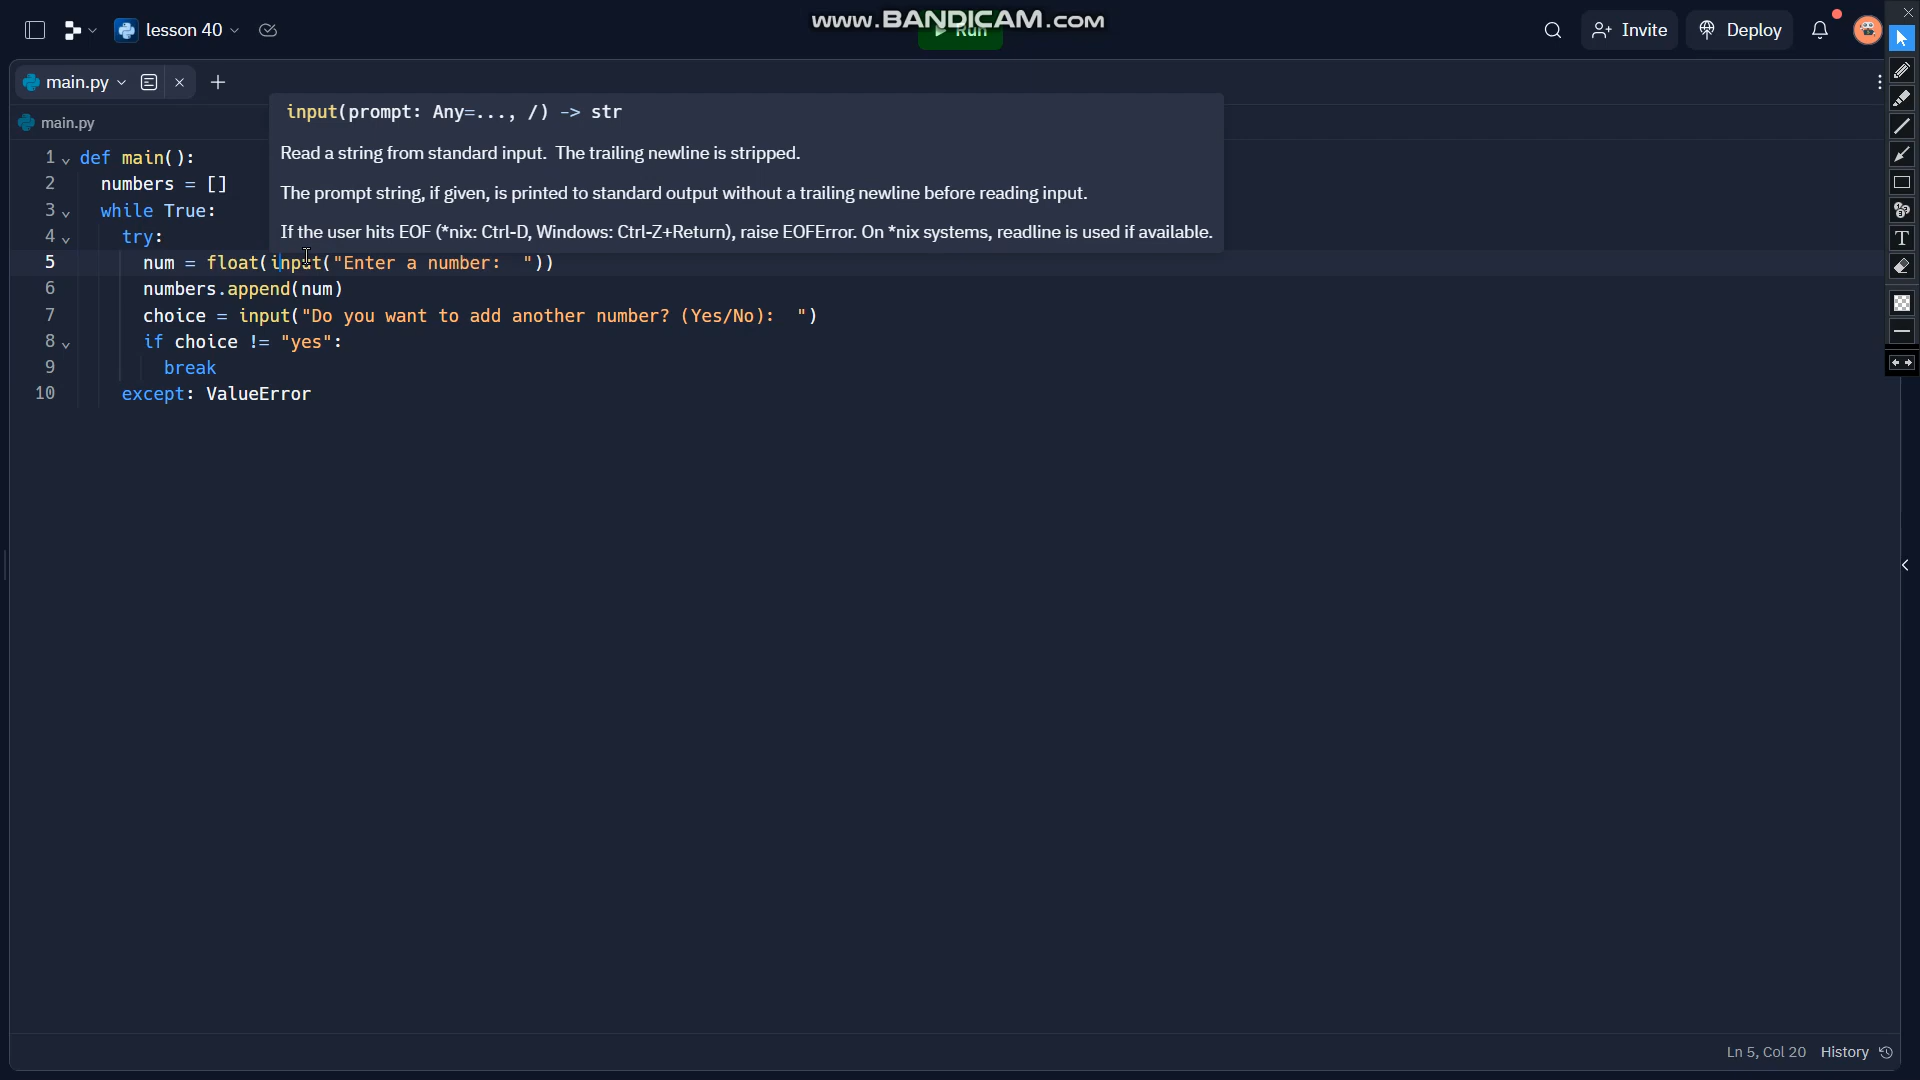 www.BANDICAM.com
lesson 40
Run
Invite
Deploy
main.py
main.py
input(prompt: Any=..., /) -> str
Read a string from standard input.  The trailing newline is stripped.
The prompt string, if given, is printed to standard output without a trailing newline before reading input.
If the user hits EOF (*nix: Ctrl-D, Windows: Ctrl-Z+Return), raise EOFError. On *nix systems, readline is used if available.
1 def main():
2 numbers = []
3 while True:
4 try:
5 num = float(input("Enter a number:  "))
6 numbers.append(num)
7 choice = input("Do you want to add another number? (Yes/No):  ")
8 if choice != "yes":
9 break
10 except: ValueError
Ln 5, Col 20 History